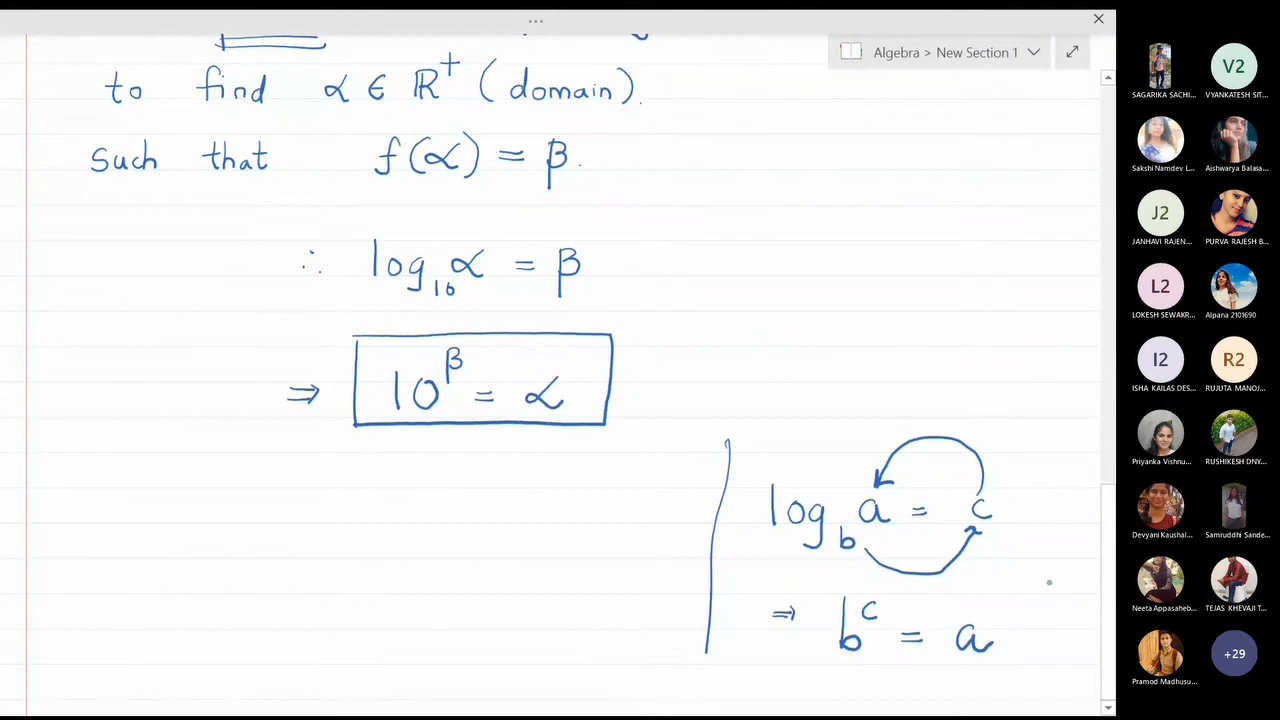 ...
Algebra > New Section 1
to find α ∈ ℝ⁺ (domain).
such that f(α) = β.
∴ log₁₀ α = β
⇒ 10^β = α
log_b a = c
⇒ b^c = a
SAGARIKA SACHI...
V2
VYANKATESH SIT...
Sakshi Namdev L...
Aishwarya Balasa...
J2
JANHAVI RAJEN...
PURVA RAJESH B...
L2
LOKESH SEWAKR...
Alpana 2101690
I2
ISHA KAILAS DES...
R2
RUJUTA MANOJ...
Priyanka Vishnu...
RUSHIKESH DNY...
Devyani Kaushal...
Samruddhi Sande...
Neeta Appasaheb...
TEJAS KHEVAJI T...
Pramod Madhusu...
+29